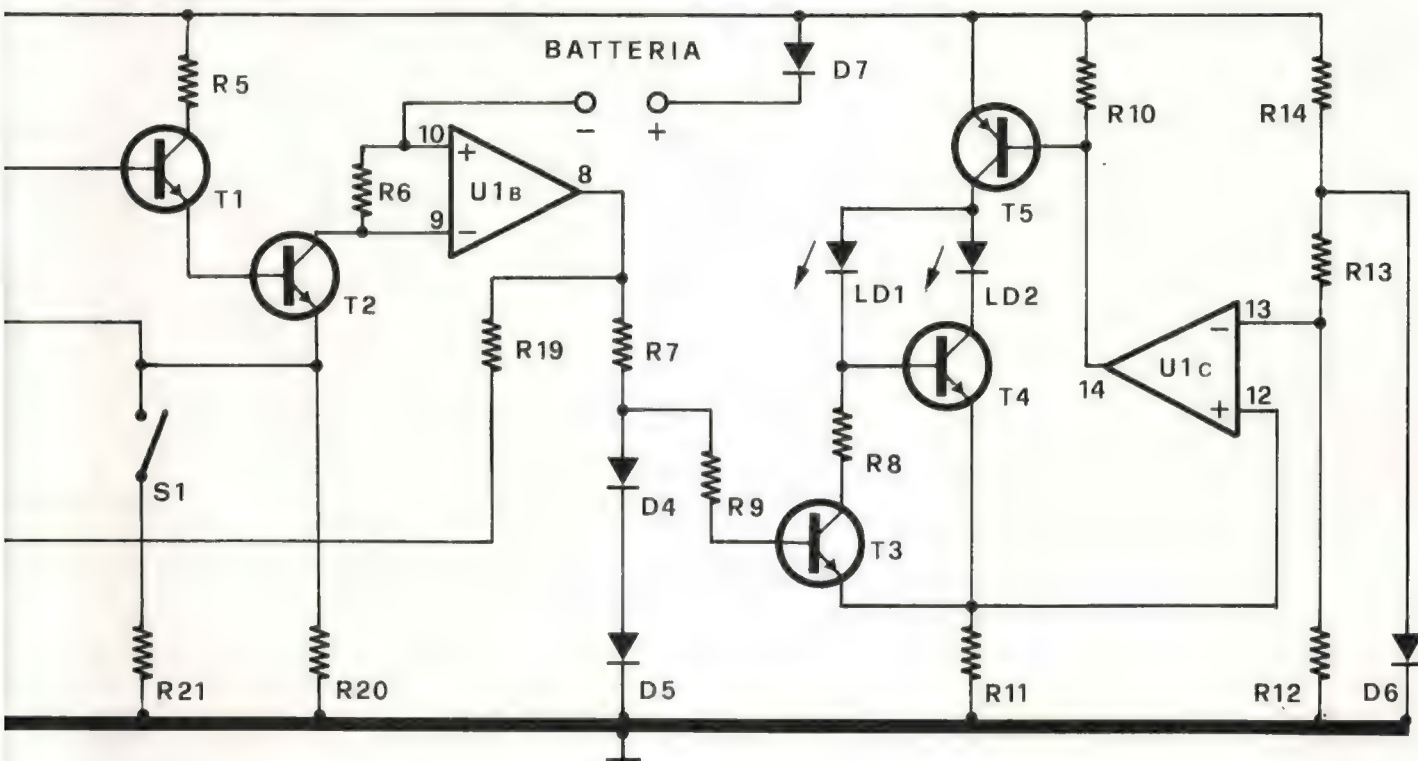 BATTERIA
D7
R5
R10
R14
- +
10
+
U1B
8
R6
9
-
T1
T5
T2
R13
LD1
LD2
13
-
U1C
R19
R7
T4
14
12
+
R8
S1
D4
R9
T3
R21
R20
D5
R11
R12
D6